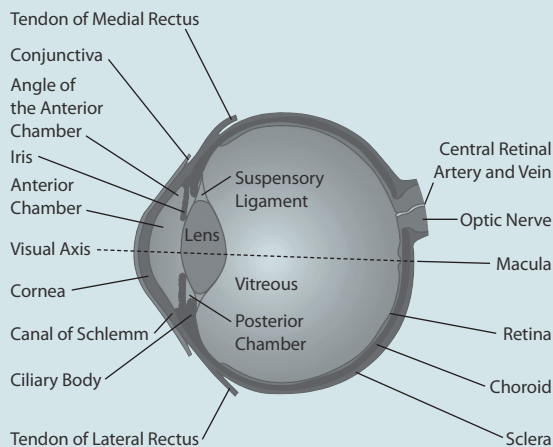 Tendon of Medial Rectus
Conjunctiva
Angle of
the Anterior
Chamber
Iris
Anterior
Chamber
Visual Axis
Cornea
Canal of Schlemm
Ciliary Body
Tendon of Lateral Rectus
Suspensory
Ligament
Lens
Vitreous
Posterior
Chamber
Central Retinal
Artery and Vein
Optic Nerve
Macula
Retina
Choroid
Sclera